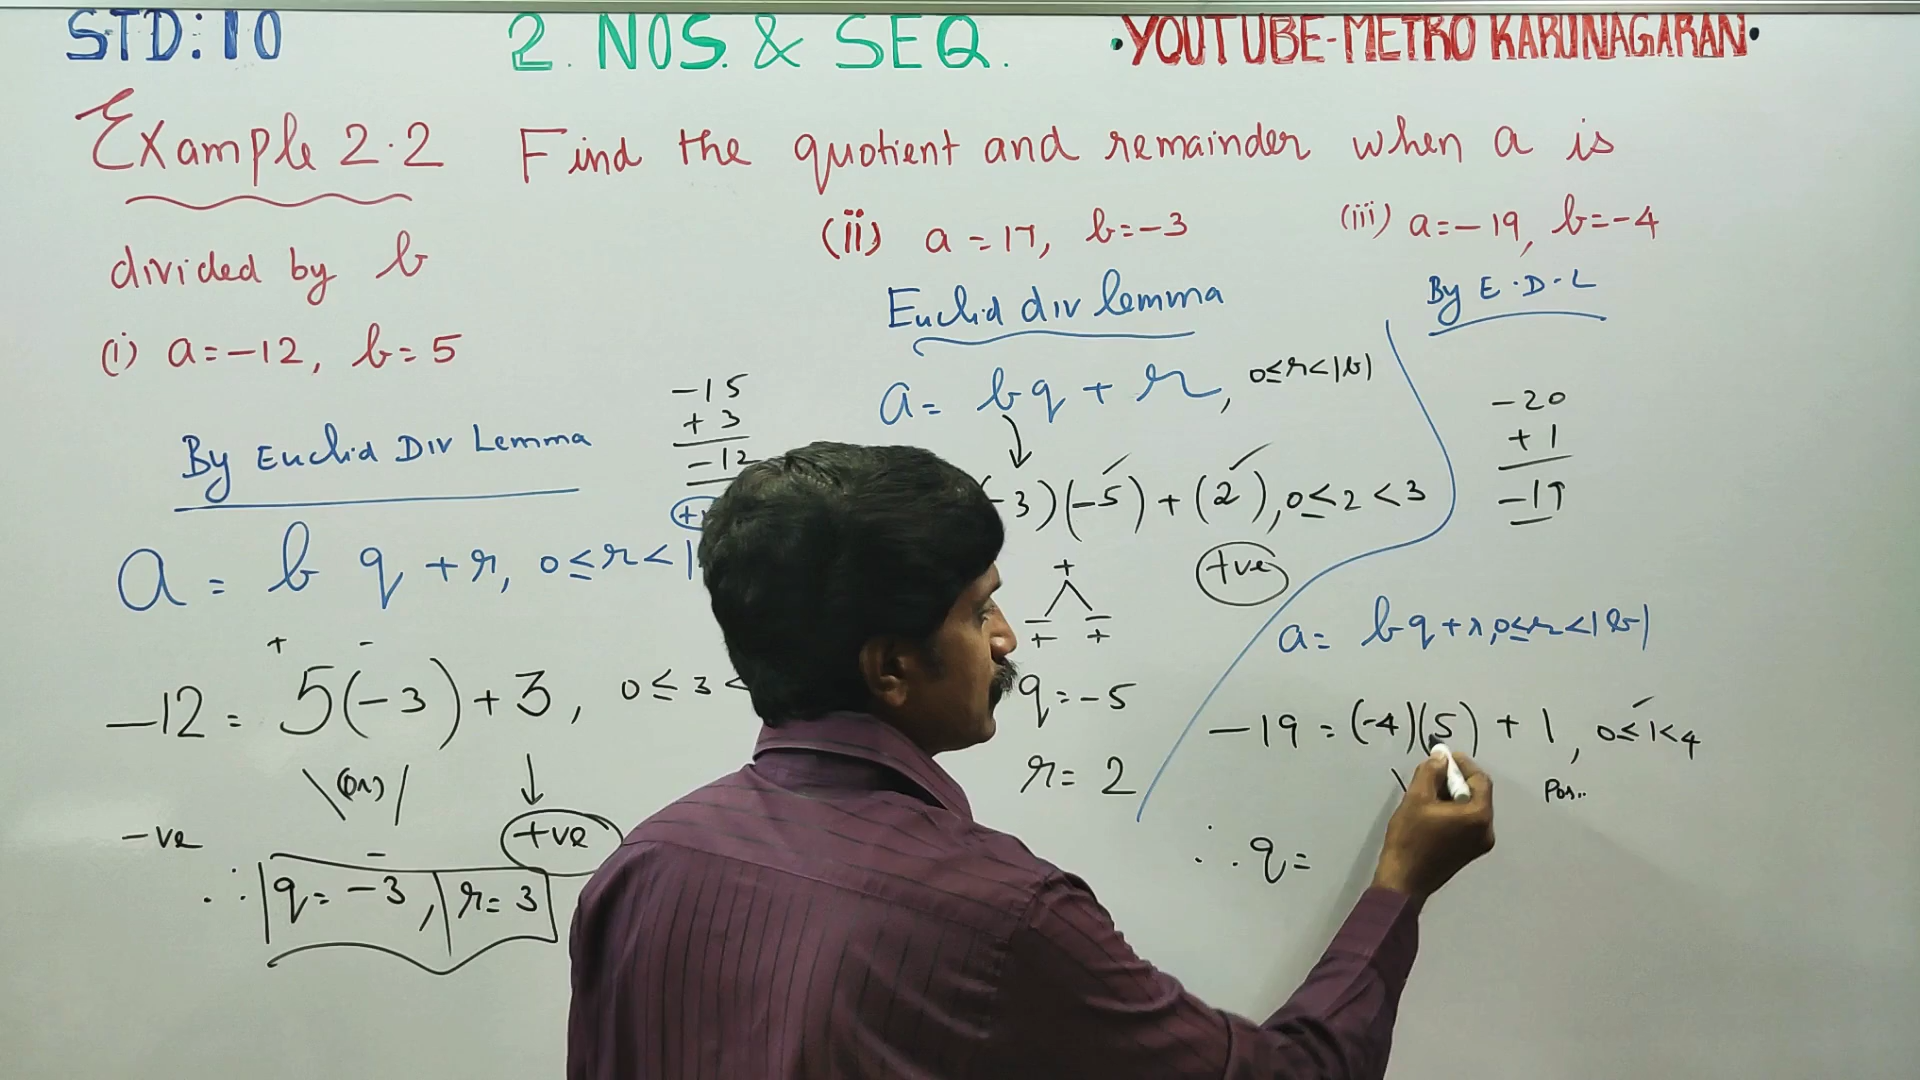 STD:10 2. NOS. & SEQ. •YOUTUBE-METRO KARUNAGARAN•
Example 2.2 Find the quotient and remainder when a is
divided by b
(i) a=-12, b=5
By Euclid Div Lemma
-15
+3
-12
a = b q + r, 0≤r<|
+ -
-12 = 5(-3)+3, 0≤3<
-ve
+ve
∴ q=-3, r=3
(ii) a=17, b=-3
Euclid div lemma
a= bq+r, 0≤r<|b|
3)(-5)+(2), 0≤2<3
+
- -
+ +
+ve
q=-5
r=2
(iii) a=-19, b=-4
By E.D.L
-20
+1
-19
a= bq+r, 0≤r<|b|
-19=(-4)(5)+1, 0≤1<4
Pos..
∴ q=